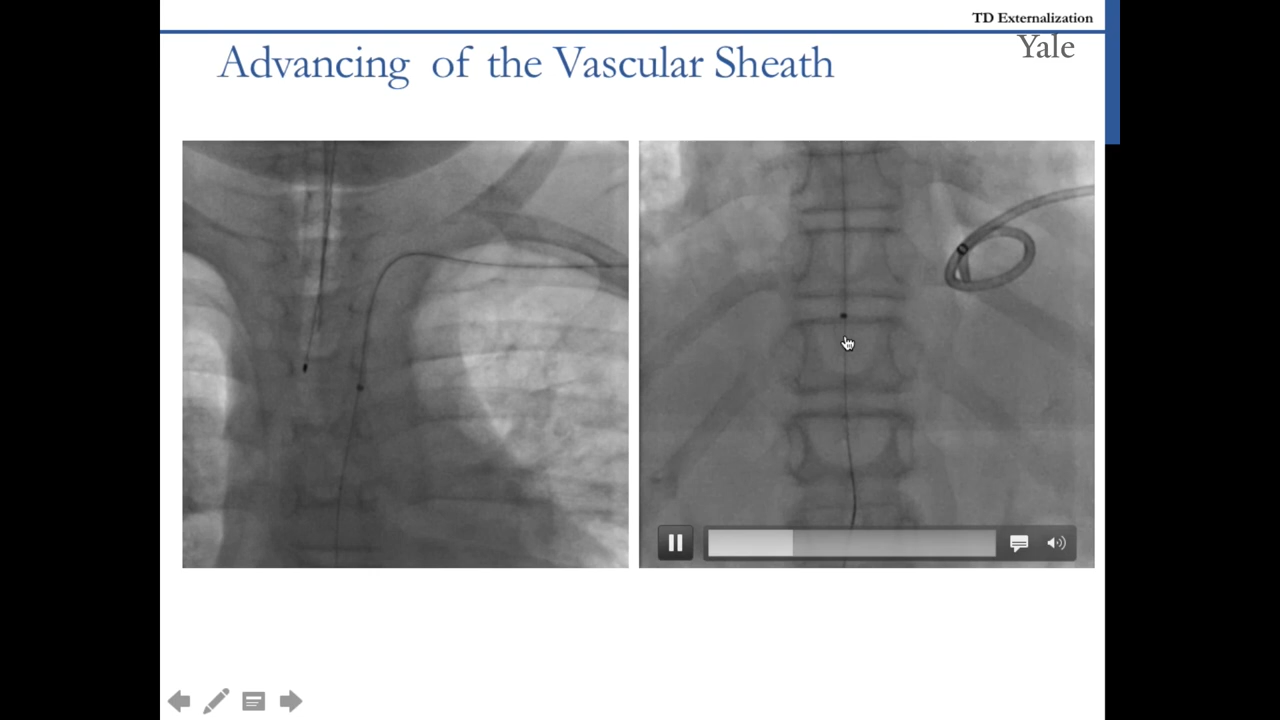 TD Externalization
Yale
Advancing of the Vascular Sheath